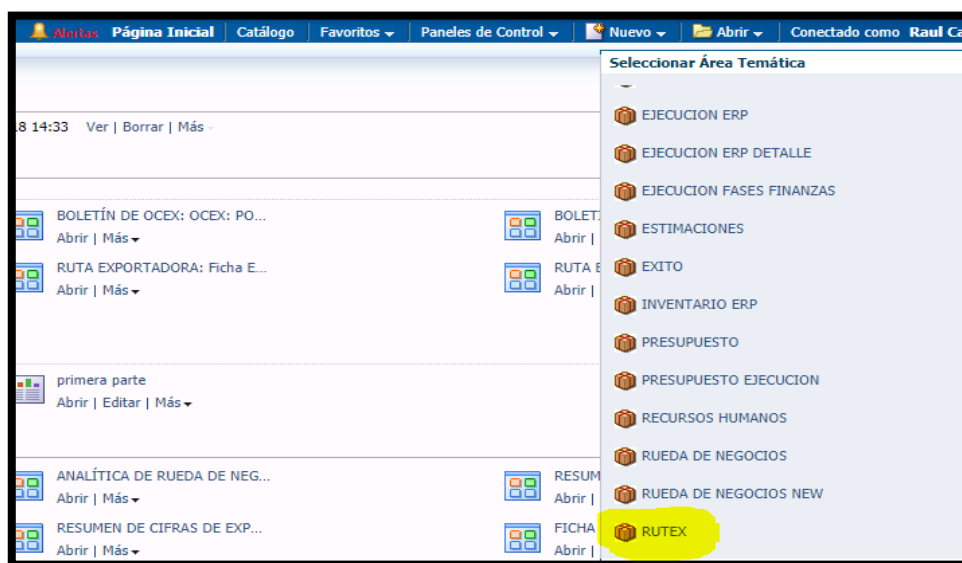 Alertas Página Inicial Catálogo Favoritos Paneles de Control Nuevo Abrir Conectado como Raul Ca
Seleccionar Área Temática
8 14:33 Ver | Borrar | Más
EJECUCION ERP
EJECUCION ERP DETALLE
EJECUCION FASES FINANZAS
ESTIMACIONES
EXITO
INVENTARIO ERP
PRESUPUESTO
PRESUPUESTO EJECUCION
RECURSOS HUMANOS
RUEDA DE NEGOCIOS
RUEDA DE NEGOCIOS NEW
RUTEX
BOLETÍN DE OCEX: OCEX: PO...
Abrir | Más
BOLETI
Abrir |
RUTA EXPORTADORA: Ficha E...
Abrir | Más
RUTA E
Abrir |
primera parte
Abrir | Editar | Más
ANALÍTICA DE RUEDA DE NEG...
Abrir | Más
RESUM
Abrir |
RESUMEN DE CIFRAS DE EXP...
Abrir | Más
FICHA
Abrir |